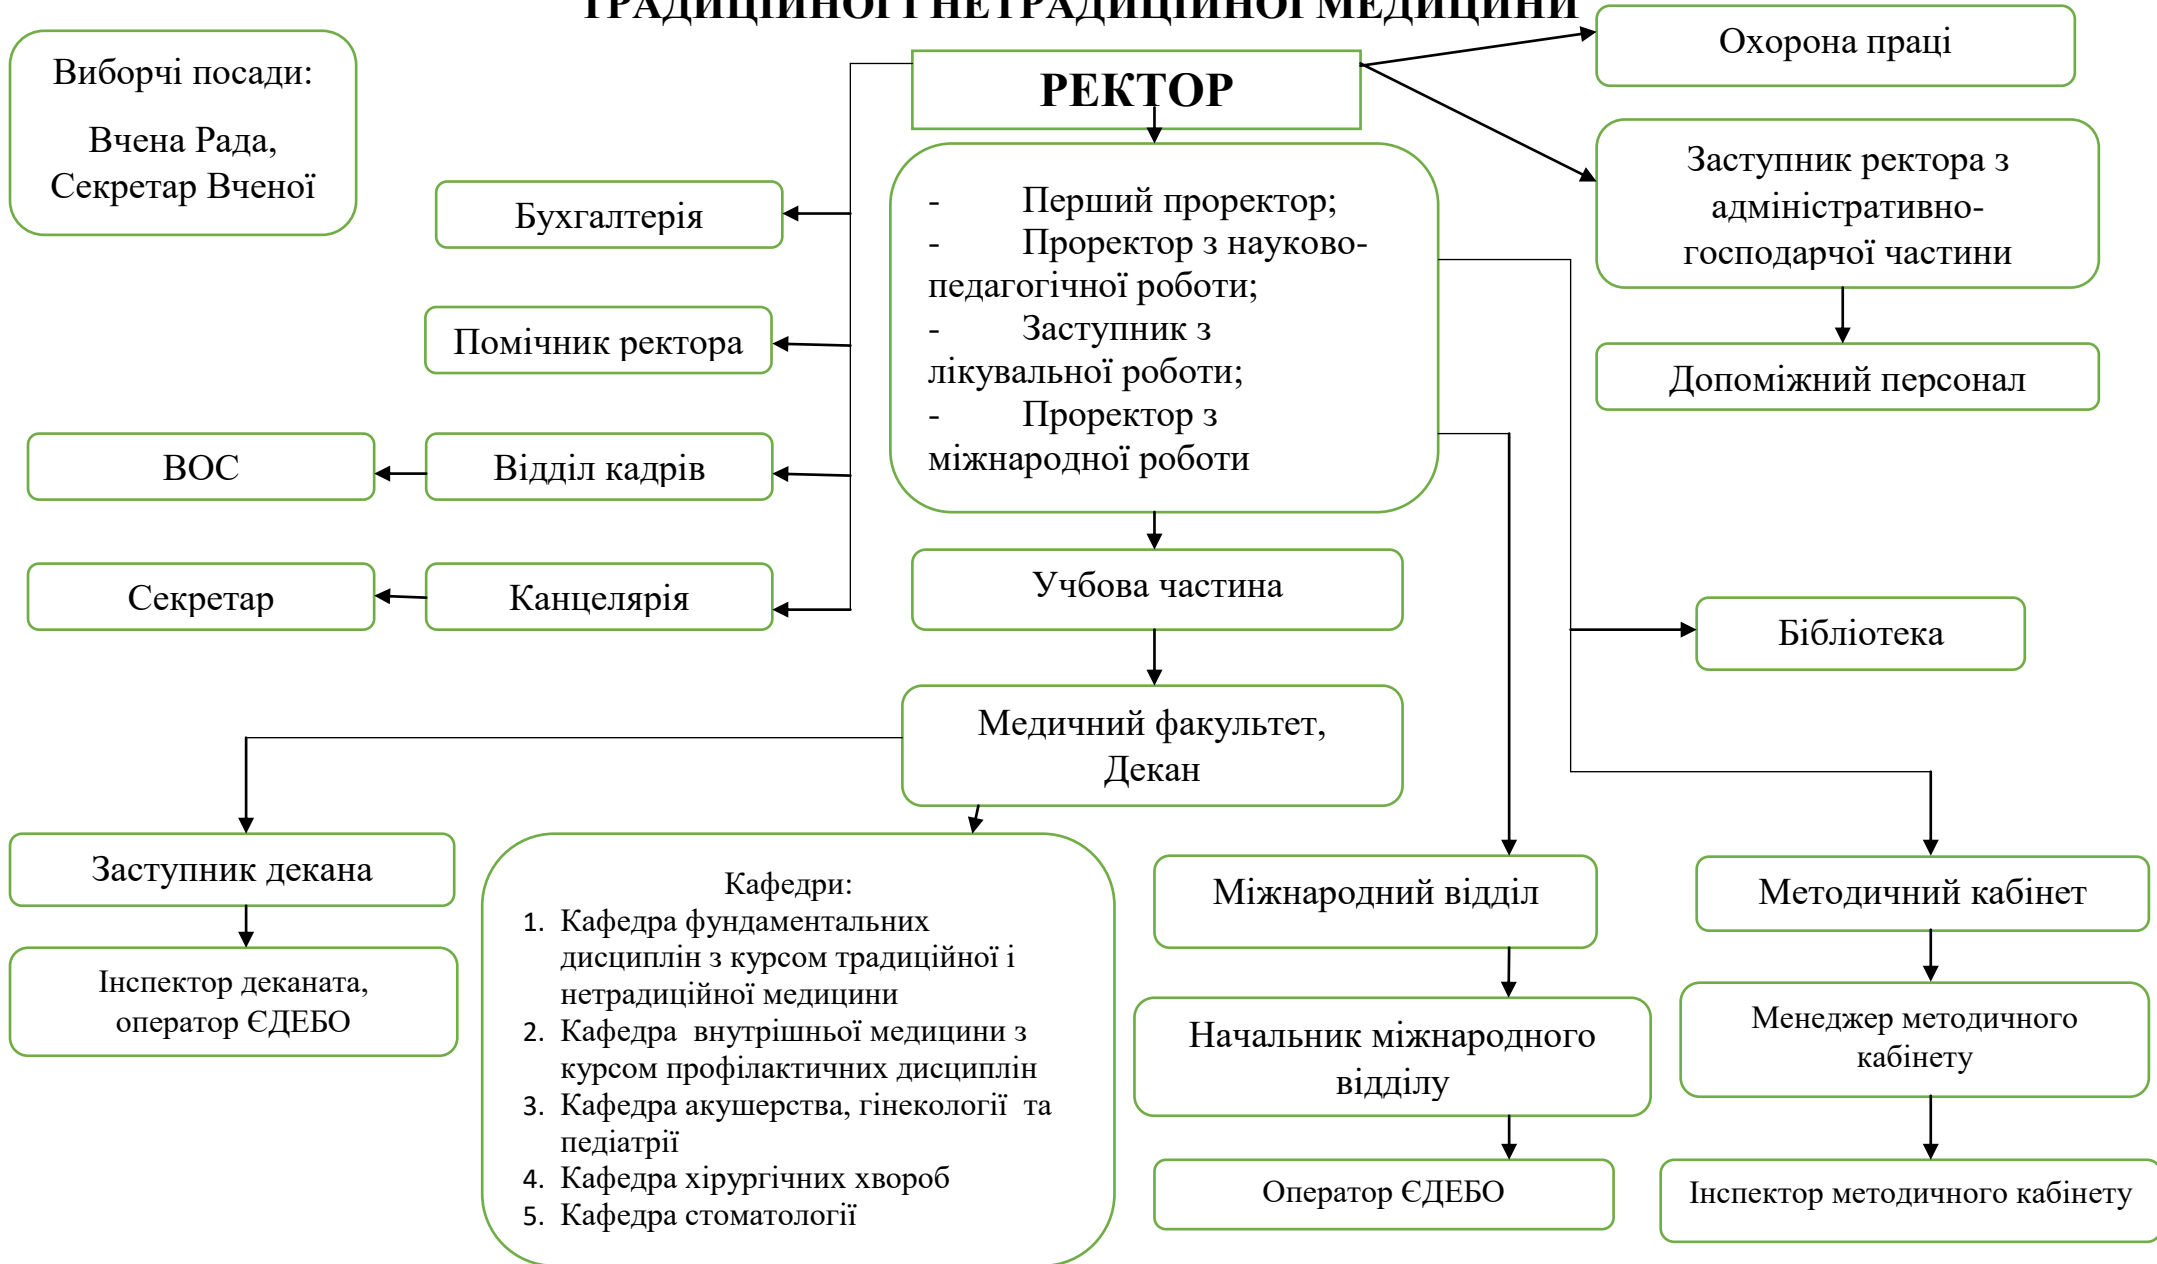 ТРАДИЦІЙНОЇ І НЕТРАДИЦІЙНОЇ МЕДИЦИНИ
Виборчі посади:
Вчена Рада,
Секретар Вченої
РЕКТОР
Охорона праці
Заступник ректора з
адміністративно-
господарчої частини
Допоміжний персонал
Бухгалтерія
Помічник ректора
ВОС
Відділ кадрів
Секретар
Канцелярія
- Перший проректор;
- Проректор з науково-
педагогічної роботи;
- Заступник з
лікувальної роботи;
- Проректор з
міжнародної роботи
Учбова частина
Бібліотека
Медичний факультет,
Декан
Заступник декана
Інспектор деканата,
оператор ЄДЕБО
Кафедри:
1. Кафедра фундаментальних
дисциплін з курсом традиційної і
нетрадиційної медицини
2. Кафедра внутрішньої медицини з
курсом профілактичних дисциплін
3. Кафедра акушерства, гінекології та
педіатрії
4. Кафедра хірургічних хвороб
5. Кафедра стоматології
Міжнародний відділ
Начальник міжнародного
відділу
Оператор ЄДЕБО
Методичний кабінет
Менеджер методичного
кабінету
Інспектор методичного кабінету